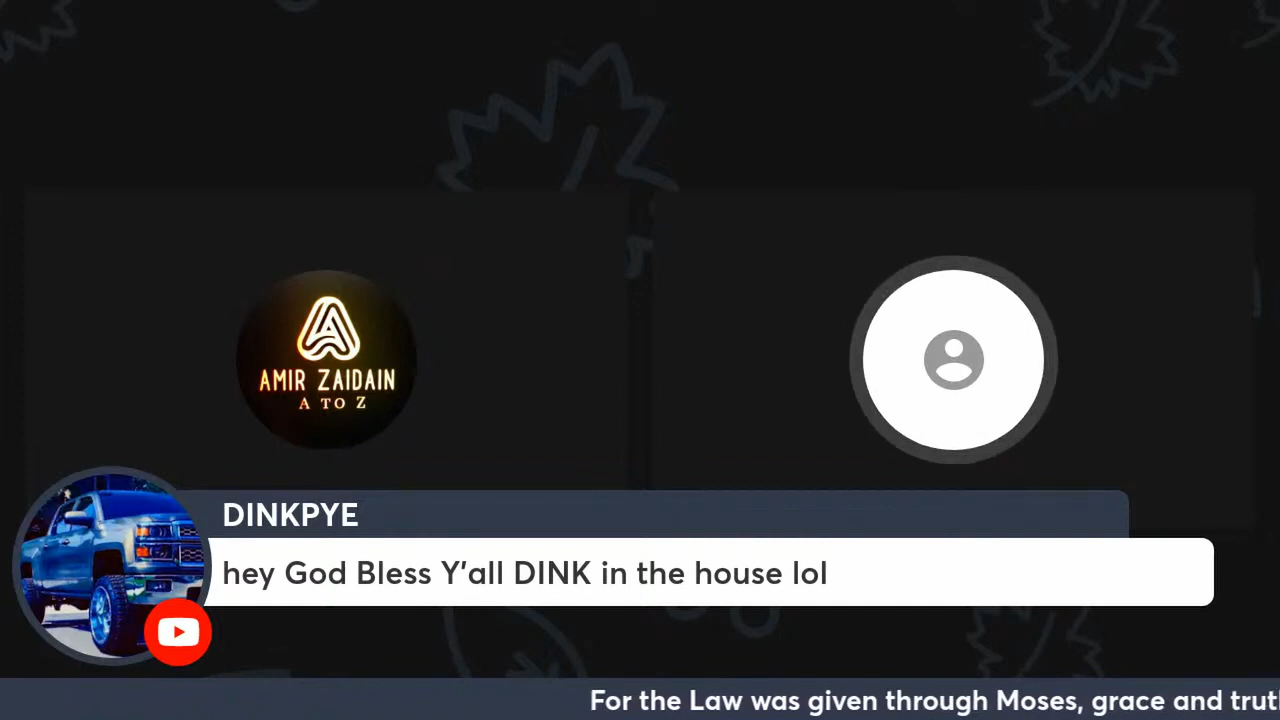 AMIR ZAIDAIN
A TO Z
DINKPYE
hey God Bless Y'all DINK in the house lol
For the Law was given through Moses, grace and trut